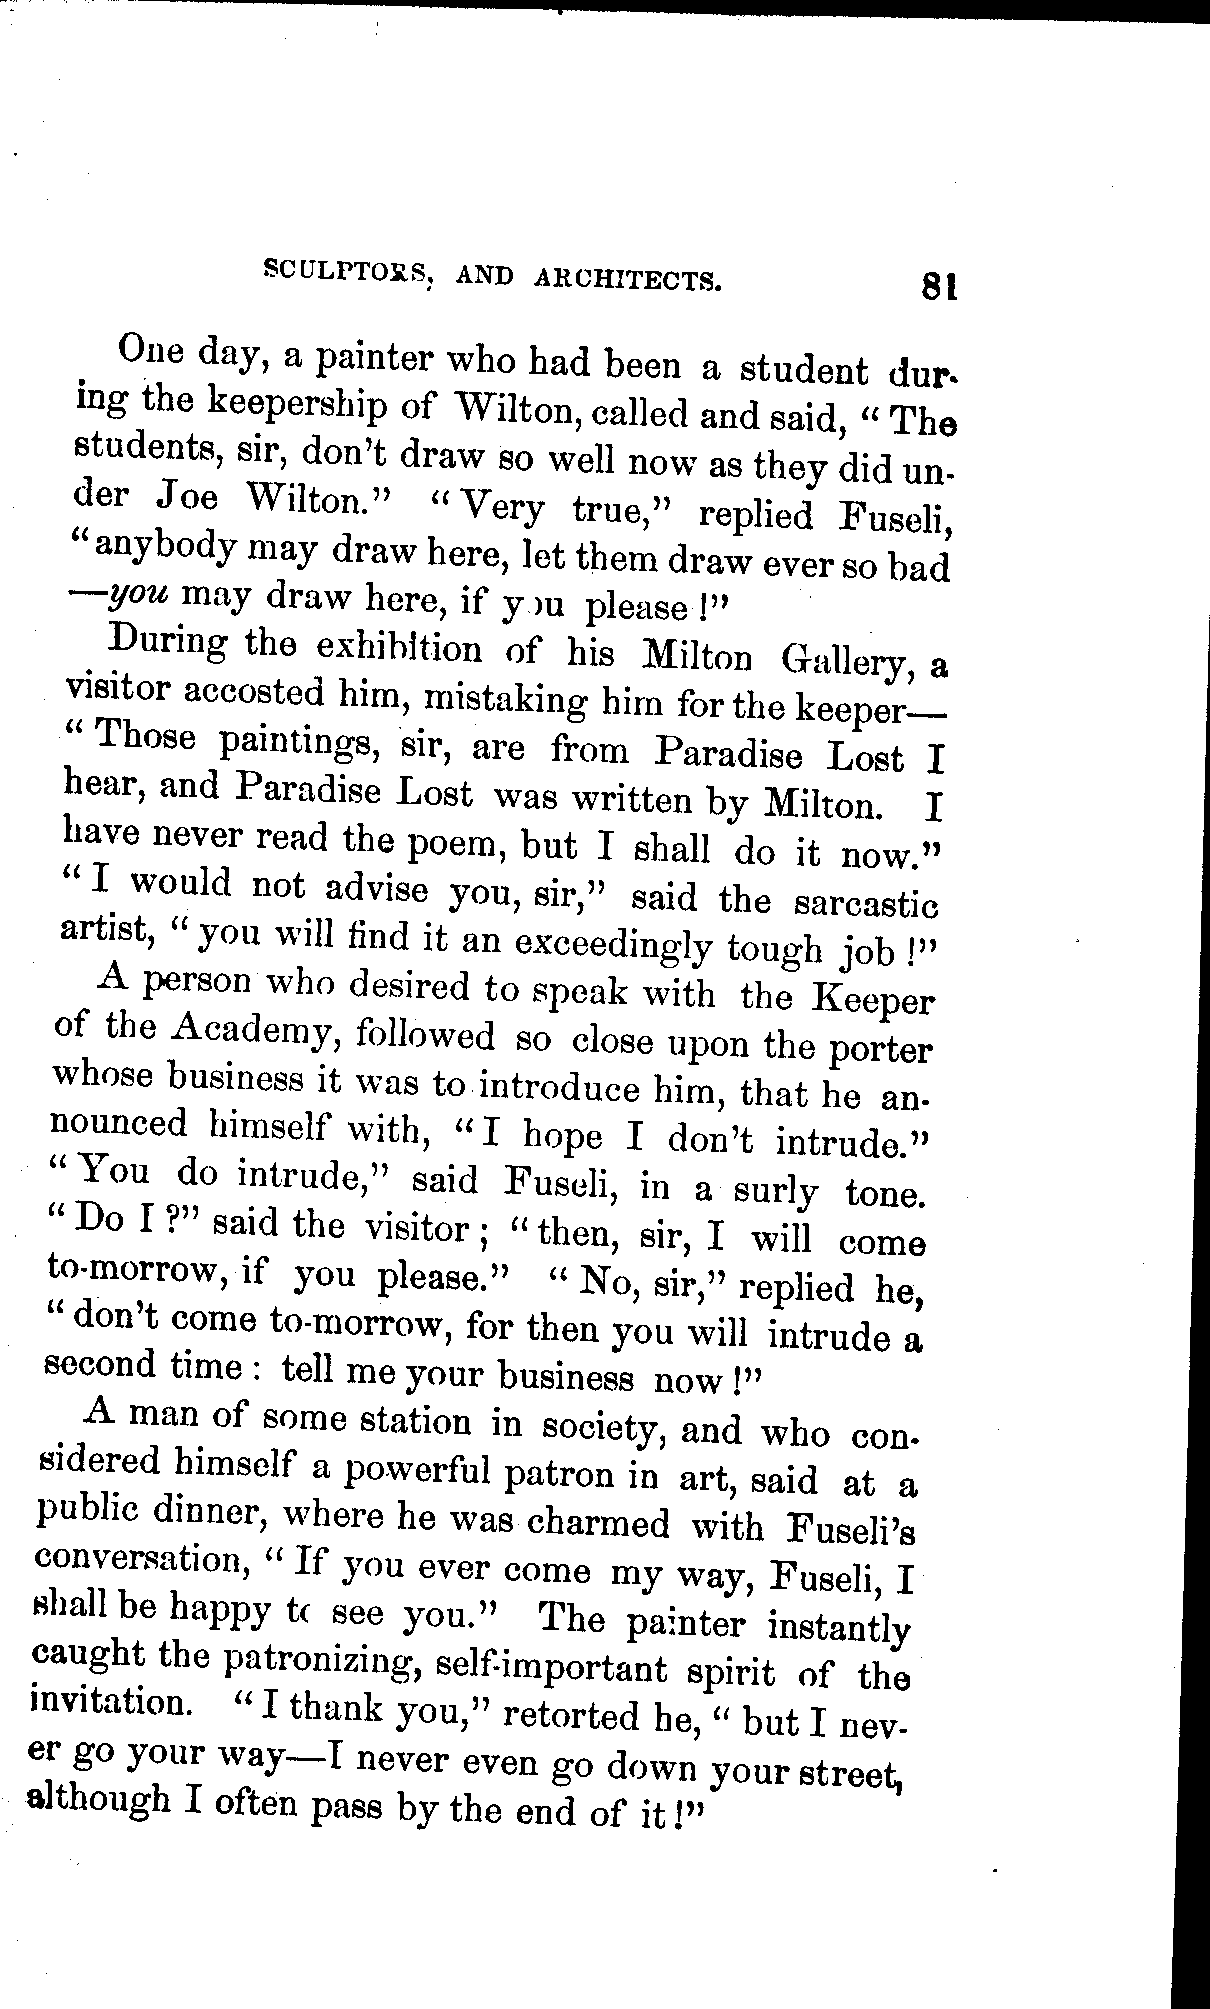 SCULPTORS, AND ARCHITECTS. 81
One day, a painter who had been a student dur-
ing the keepership of Wilton, called and said, "The
students, sir, don't draw so well now as they did un-
der Joe Wilton." "Very true," replied Fuseli,
"anybody may draw here, let them draw ever so bad
—you may draw here, if you please!"
During the exhibition of his Milton Gallery, a
visitor accosted him, mistaking him for the keeper—
"Those paintings, sir, are from Paradise Lost I
hear, and Paradise Lost was written by Milton. I
have never read the poem, but I shall do it now."
"I would not advise you, sir," said the sarcastic
artist, "you will find it an exceedingly tough job!"
A person who desired to speak with the Keeper
of the Academy, followed so close upon the porter
whose business it was to introduce him, that he an-
nounced himself with, "I hope I don't intrude."
"You do intrude," said Fuseli, in a surly tone.
"Do I?" said the visitor; "then, sir, I will come
to-morrow, if you please." "No, sir," replied he,
"don't come to-morrow, for then you will intrude a
second time: tell me your business now!"
A man of some station in society, and who con-
sidered himself a powerful patron in art, said at a
public dinner, where he was charmed with Fuseli's
conversation, "If you ever come my way, Fuseli, I
shall be happy to see you." The painter instantly
caught the patronizing, self-important spirit of the
invitation. "I thank you," retorted he, "but I nev-
er go your way—I never even go down your street,
although I often pass by the end of it!"